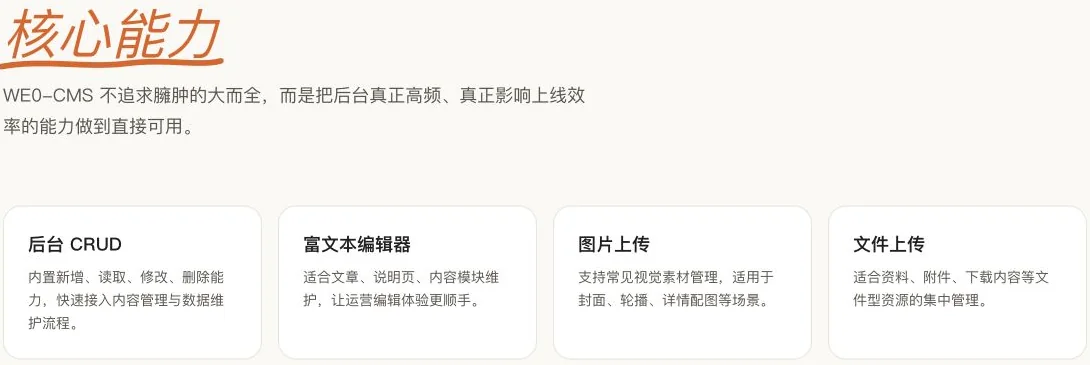 核心能力
WE0-CMS 不追求臃肿的大而全，而是把后台真正高频、真正影响上线效
率的能力做到直接可用。
后台 CRUD
内置新增、读取、修改、删除能
力，快速接入内容管理与数据维
护流程。
富文本编辑器
适合文章、说明页、内容模块维
护，让运营编辑体验更顺手。
图片上传
支持常见视觉素材管理，适用于
封面、轮播、详情配图等场景。
文件上传
适合资料、附件、下载内容等文
件型资源的集中管理。